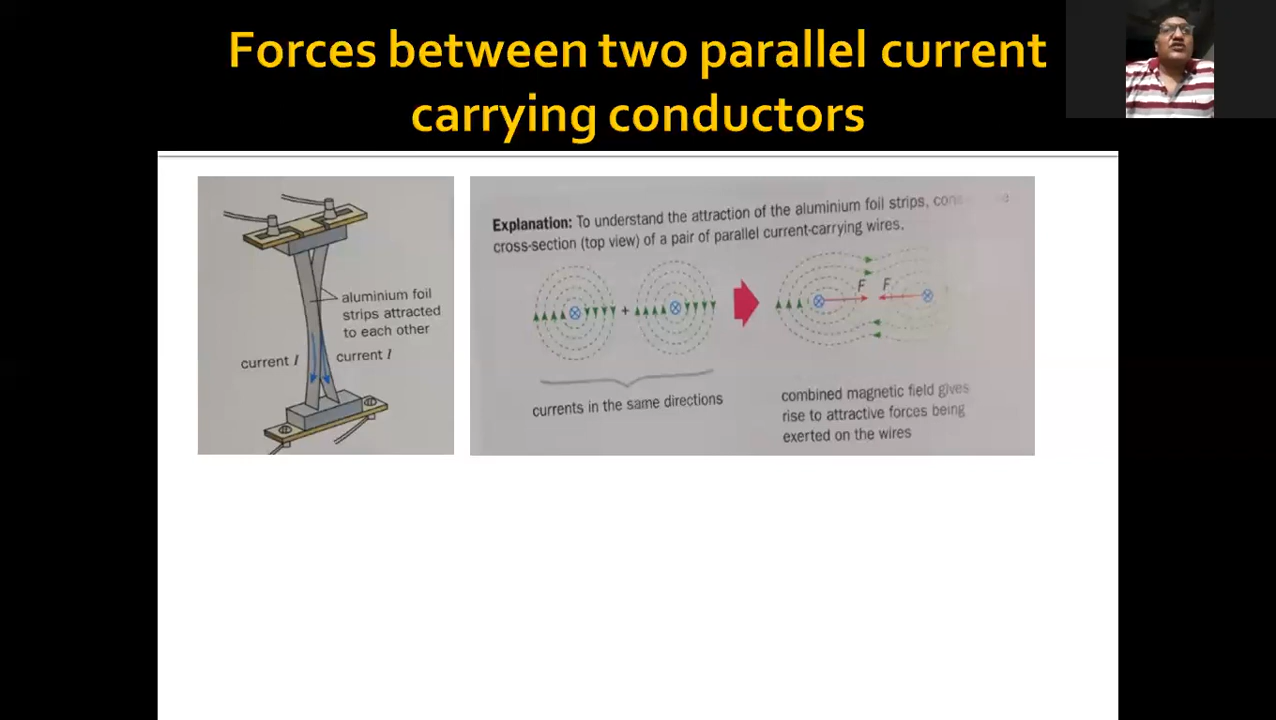 Forces between two parallel current
carrying conductors
aluminium foil
strips attracted
to each other
current I
current I
Explanation: To understand the attraction of the aluminium foil strips,
cross-section (top view) of a pair of parallel current-carrying wires.
+
F
F
currents in the same directions
combined magnetic field gives
rise to attractive forces being
exerted on the wires